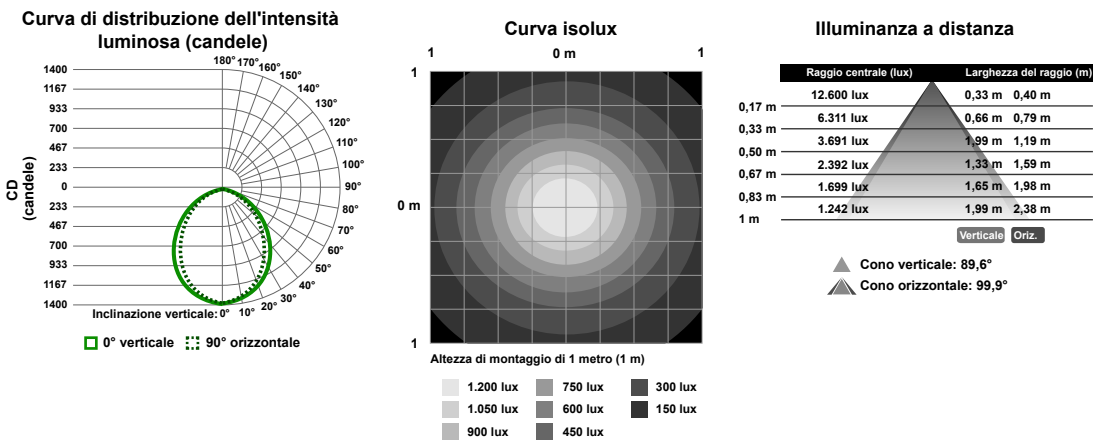 Curva di distribuzione dell'intensità
luminosa (candele)
180° 170° 160° 150° 140° 130° 120° 110° 100° 90° 80° 70° 60° 50° 40° 30° 20° 10° 0°
1400
1167
933
700
467
233
0
233
467
700
933
1167
1400
CD
(candele)
Inclinazione verticale:
0° verticale 90° orizzontale
Curva isolux
1 0 m 1
1
0 m
1
Altezza di montaggio di 1 metro (1 m)
1.200 lux 750 lux 300 lux
1.050 lux 600 lux 150 lux
900 lux 450 lux
Illuminanza a distanza
Raggio centrale (lux) Larghezza del raggio (m)
12.600 lux 0,33 m 0,40 m
0,17 m
6.311 lux 0,66 m 0,79 m
0,33 m
3.691 lux 1,99 m 1,19 m
0,50 m
2.392 lux 1,33 m 1,59 m
0,67 m
1.699 lux 1,65 m 1,98 m
0,83 m
1.242 lux 1,99 m 2,38 m
1 m
Verticale Oriz.
Cono verticale: 89,6°
Cono orizzontale: 99,9°